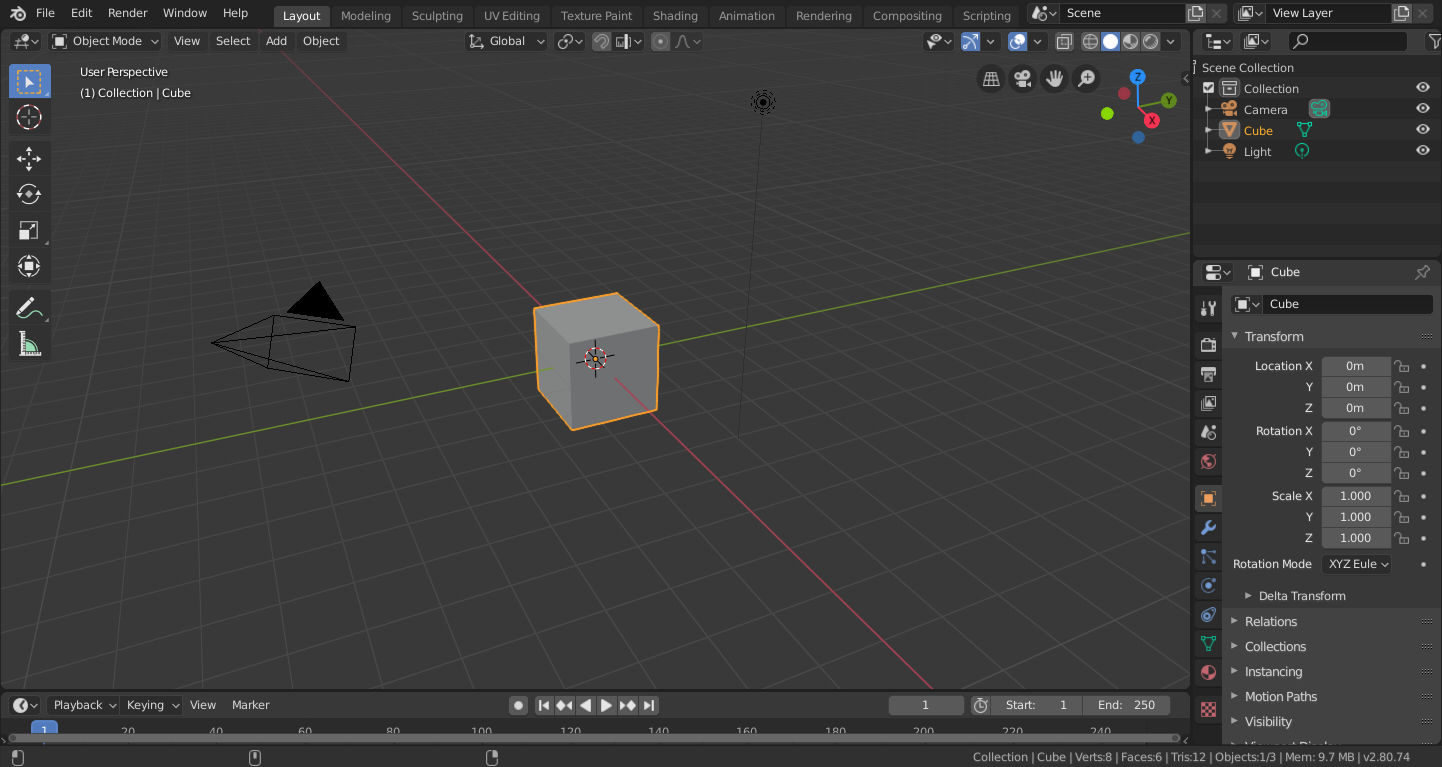 File Edit Render Window Help Layout Modeling Sculpting UV Editing Texture Paint Shading Animation Rendering Compositing Scripting Scene View Layer
Object Mode View Select Add Object Global
User Perspective
(1) Collection | Cube
Z
Y
X
Scene Collection
Collection
Camera
Cube
Light
Cube
Cube
Transform
Location X 0m
Y 0m
Z 0m
Rotation X 0°
Y 0°
Z 0°
Scale X 1.000
Y 1.000
Z 1.000
Rotation Mode XYZ Eule
Delta Transform
Relations
Collections
Instancing
Motion Paths
Visibility
Viewport Display
Playback Keying View Marker 1 Start: 1 End: 250
1 20 40 60 80 100 120 140 160 180 200 220 240
Collection | Cube | Verts:8 | Faces:6 | Tris:12 | Objects:1/3 | Mem: 9.7 MB | v2.80.74